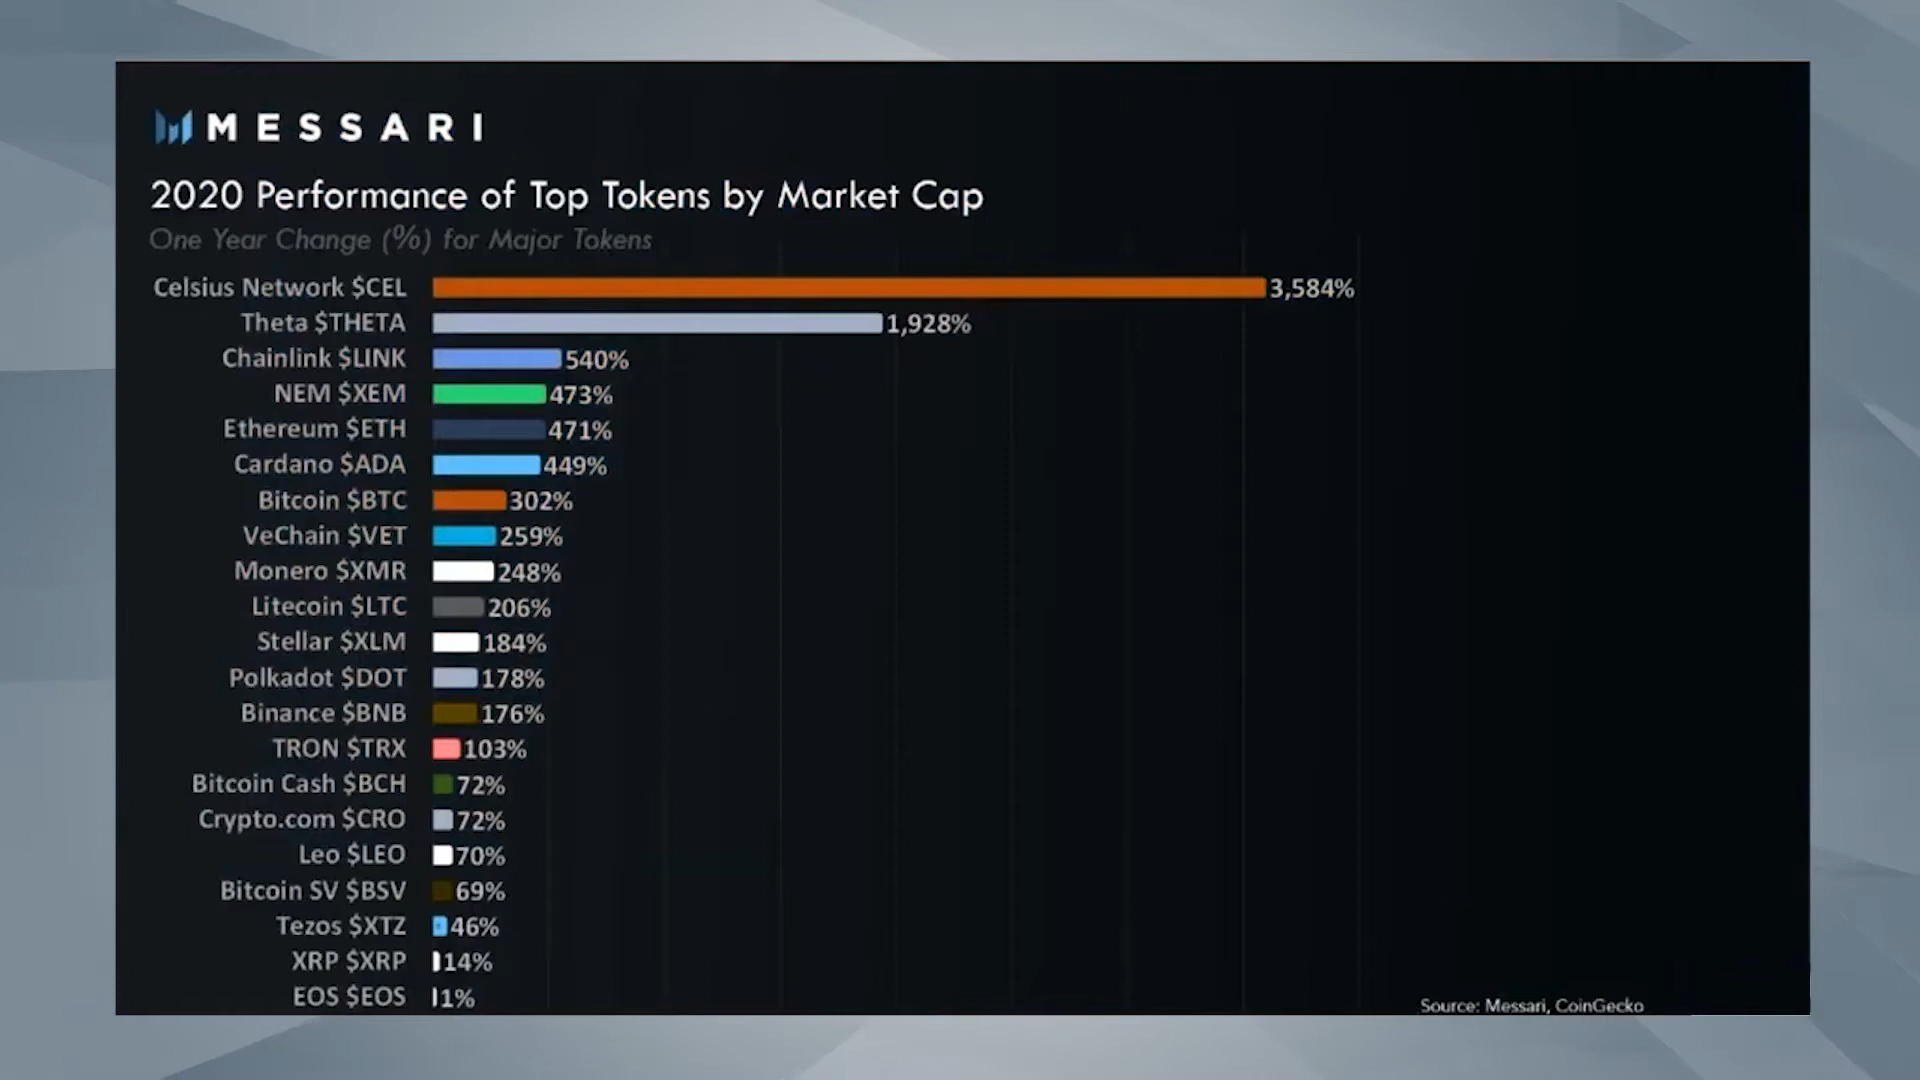 MESSARI
2020 Performance of Top Tokens by Market Cap
One Year Change (%) for Major Tokens
Celsius Network $CEL 3,584%
Theta $THETA 1,928%
Chainlink $LINK 540%
NEM $XEM 473%
Ethereum $ETH 471%
Cardano $ADA 449%
Bitcoin $BTC 302%
VeChain $VET 259%
Monero $XMR 248%
Litecoin $LTC 206%
Stellar $XLM 184%
Polkadot $DOT 178%
Binance $BNB 176%
TRON $TRX 103%
Bitcoin Cash $BCH 72%
Crypto.com $CRO 72%
Leo $LEO 70%
Bitcoin SV $BSV 69%
Tezos $XTZ 46%
XRP $XRP 14%
EOS $EOS 1%
Source: Messari, CoinGecko